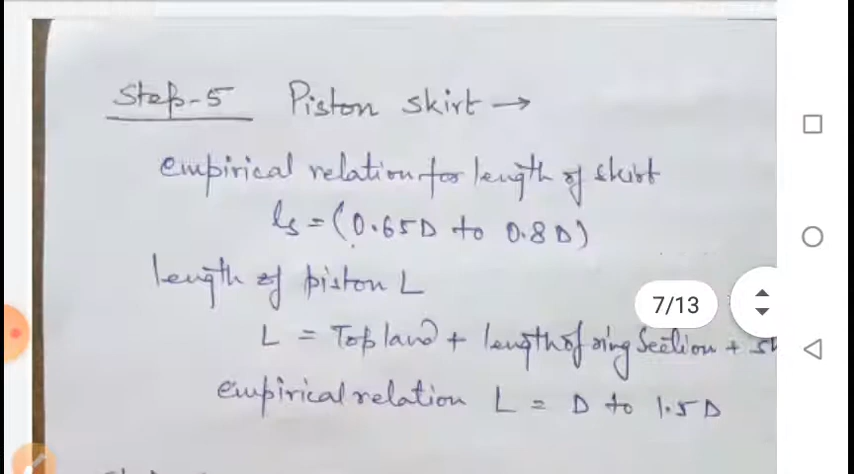 Step-5 Piston skirt →
empirical relation for length of skirt
ls = (0.65D to 0.8D)
length of piston L
7/13
L = Top land + length of ring section +
empirical relation L = D to 1.5D